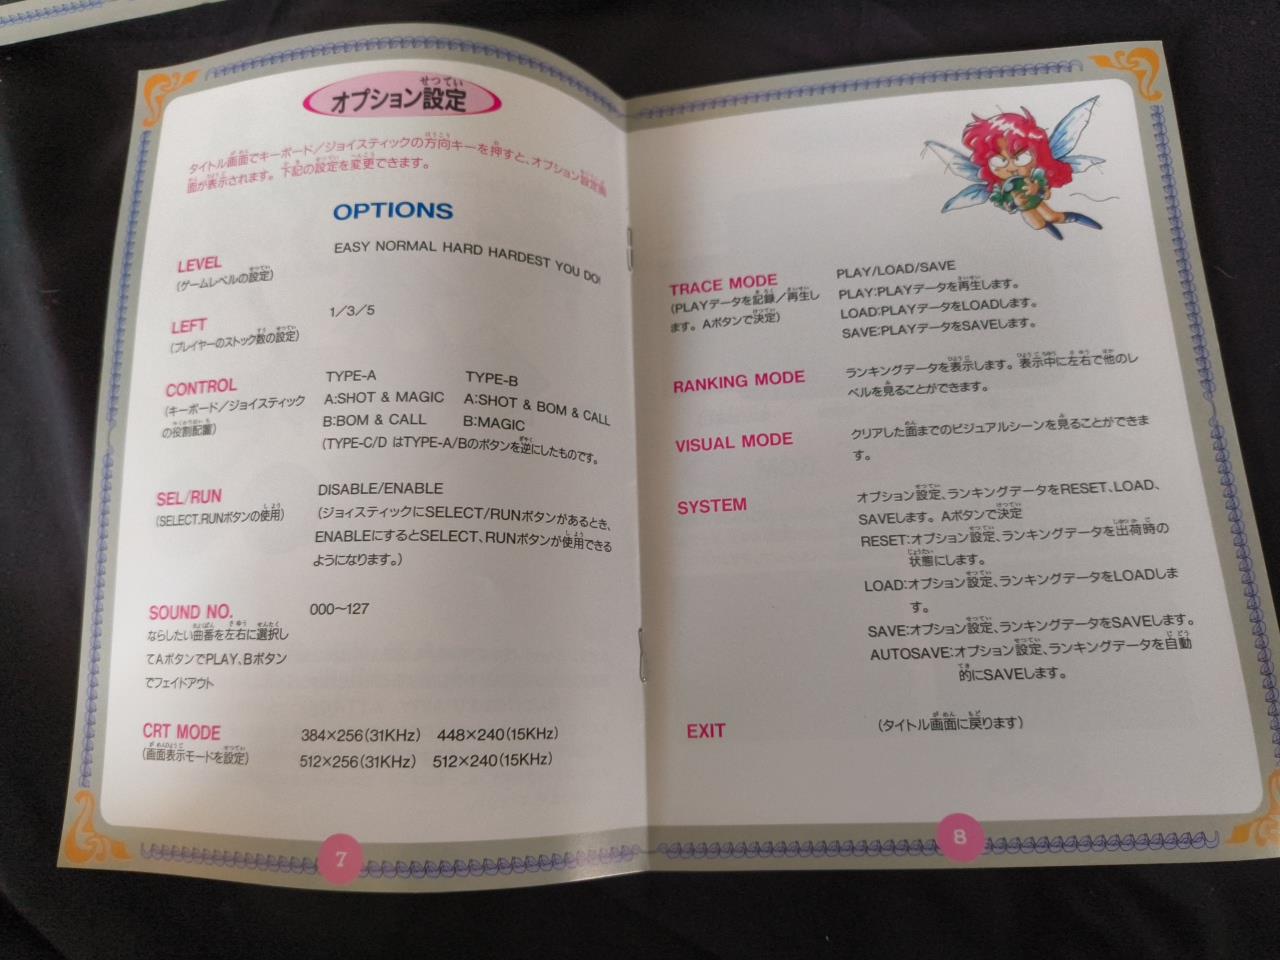 オプション設定
タイトル画面でキーボード／ジョイスティックの方向キーを押すと、オプション設定画
面が表示されます。下記の設定を変更できます。
OPTIONS
LEVEL
(ゲームレベルの設定)
EASY NORMAL HARD HARDEST YOU DO!
LEFT
(プレイヤーのストック数の設定)
1/3/5
CONTROL
(キーボード／ジョイスティック
の役割配置)
TYPE-A TYPE-B
A:SHOT & MAGIC A:SHOT & BOM & CALL
B:BOM & CALL B:MAGIC
(TYPE-C/D はTYPE-A/Bのボタンを逆にしたものです。
SEL/RUN
(SELECT.RUNボタンの使用)
DISABLE/ENABLE
(ジョイスティックにSELECT/RUNボタンがあるとき、
ENABLEにするとSELECT、RUNボタンが使用できる
ようになります。)
SOUND NO.
ならしたい曲番を左右に選択し
てAボタンでPLAY、Bボタン
でフェイドアウト
000〜127
CRT MODE
(画面表示モードを設定)
384×256(31KHz) 448×240(15KHz)
512×256(31KHz) 512×240(15KHz)
7
TRACE MODE
(PLAYデータを記録／再生し
ます。Aボタンで決定)
PLAY/LOAD/SAVE
PLAY:PLAYデータを再生します。
LOAD:PLAYデータをLOADします。
SAVE:PLAYデータをSAVEします。
RANKING MODE
ランキングデータを表示します。表示中に左右で他のレ
ベルを見ることができます。
VISUAL MODE
クリアした面までのビジュアルシーンを見ることができま
す。
SYSTEM
オプション設定、ランキングデータをRESET、LOAD、
SAVEします。Aボタンで決定
RESET:オプション設定、ランキングデータを出荷時の
状態にします。
LOAD:オプション設定、ランキングデータをLOADしま
す。
SAVE:オプション設定、ランキングデータをSAVEします。
AUTOSAVE:オプション設定、ランキングデータを自動
的にSAVEします。
EXIT
(タイトル画面に戻ります)
8